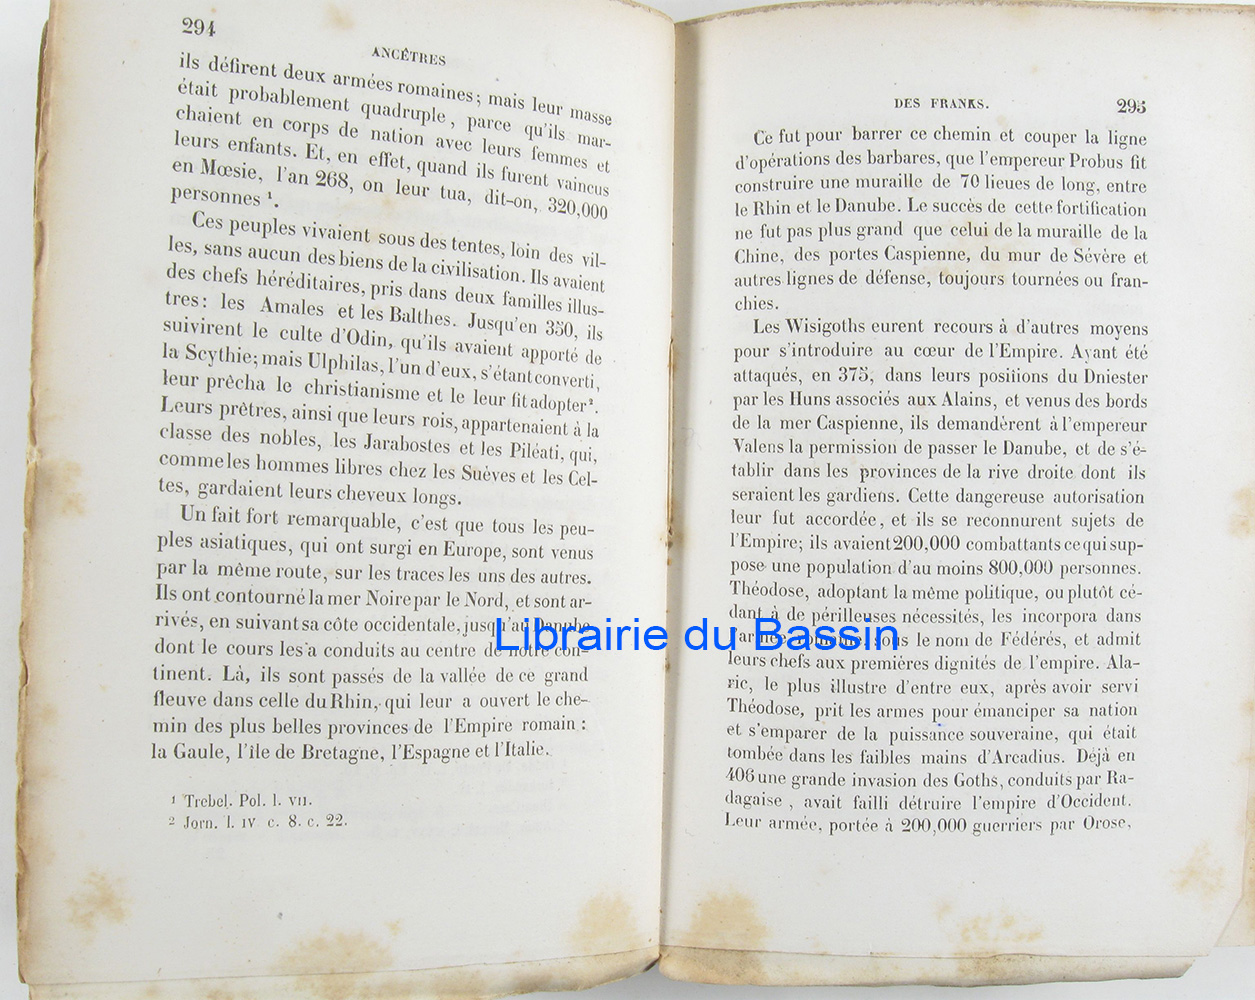 294
ANCÊTRES
ils défirent deux armées romaines; mais leur masse
était probablement quadruple, parce qu'ils mar-
chaient en corps de nation avec leurs femmes et
leurs enfants. Et, en effet, quand ils furent vaincus
en Mœsie, l'an 268, on leur tua, dit-on, 320,000
personnes ¹.
Ces peuples vivaient sous des tentes, loin des vil-
les, sans aucun des biens de la civilisation. Ils avaient
des chefs héréditaires, pris dans deux familles illus-
tres: les Amales et les Balthes. Jusqu'en 350, ils
suivirent le culte d'Odin, qu'ils avaient apporté de
la Scythie; mais Ulphilas, l'un d'eux, s'étant converti,
leur prêcha le christianisme et le leur fit adopter².
Leurs prêtres, ainsi que leurs rois, appartenaient à la
classe des nobles, les Jarabostes et les Piléati, qui,
comme les hommes libres chez les Suèves et les Cel-
tes, gardaient leurs cheveux longs.
Un fait fort remarquable, c'est que tous les peu-
ples asiatiques, qui ont surgi en Europe, sont venus
par la même route, sur les traces les uns des autres.
Ils ont contourné la mer Noire par le Nord, et sont ar-
rivés, en suivant sa côte occidentale, jusqu'au Danube
dont le cours les a conduits au centre de notre con-
tinent. Là, ils sont passés de la vallée de ce grand
fleuve dans celle du Rhin, qui leur a ouvert le che-
min des plus belles provinces de l'Empire romain :
la Gaule, l'île de Bretagne, l'Espagne et l'Italie.
1 Trebel. Pol. l. VII.
2 Jorn. l. IV c. 8. c. 22.
DES FRANKS.
295
Ce fut pour barrer ce chemin et couper la ligne
d'opérations des barbares, que l'empereur Probus fit
construire une muraille de 70 lieues de long, entre
le Rhin et le Danube. Le succès de cette fortification
ne fut pas plus grand que celui de la muraille de la
Chine, des portes Caspienne, du mur de Sévère et
autres lignes de défense, toujours tournées ou fran-
chies.
Les Wisigoths eurent recours à d'autres moyens
pour s'introduire au cœur de l'Empire. Ayant été
attaqués, en 375, dans leurs positions du Dniester
par les Huns associés aux Alains, et venus des bords
de la mer Caspienne, ils demandèrent à l'empereur
Valens la permission de passer le Danube, et de s'é-
tablir dans les provinces de la rive droite dont ils
seraient les gardiens. Cette dangereuse autorisation
leur fut accordée, et ils se reconnurent sujets de
l'Empire; ils avaient 200,000 combattants ce qui sup-
pose une population d'au moins 800,000 personnes.
Théodose, adoptant la même politique, ou plutôt cé-
dant à de périlleuses nécessités, les incorpora dans
l'armée romaine, sous le nom de Fédérés, et admit
leurs chefs aux premières dignités de l'empire. Ala-
ric, le plus illustre d'entre eux, après avoir servi
Théodose, prit les armes pour émanciper sa nation
et s'emparer de la puissance souveraine, qui était
tombée dans les faibles mains d'Arcadius. Déjà en
406 une grande invasion des Goths, conduits par Ra-
dagaise, avait failli détruire l'empire d'Occident.
Leur armée, portée à 200,000 guerriers par Orose,
Librairie du Bassin